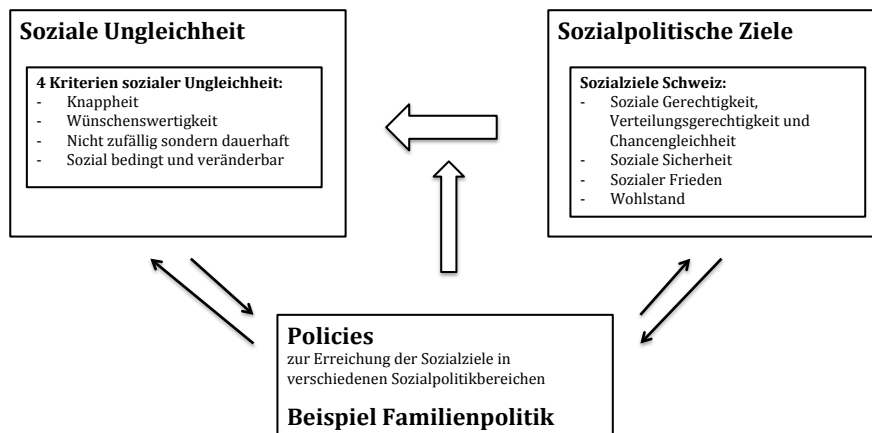 Soziale Ungleichheit
4 Kriterien sozialer Ungleichheit:
- Knappheit
- Wünschenswertigkeit
- Nicht zufällig sondern dauerhaft
- Sozial bedingt und veränderbar
Sozialpolitische Ziele
Sozialziele Schweiz:
- Soziale Gerechtigkeit,
Verteilungsgerechtigkeit und
Chancengleichheit
- Soziale Sicherheit
- Sozialer Frieden
- Wohlstand
Policies
zur Erreichung der Sozialziele in
verschiedenen Sozialpolitikbereichen
Beispiel Familienpolitik